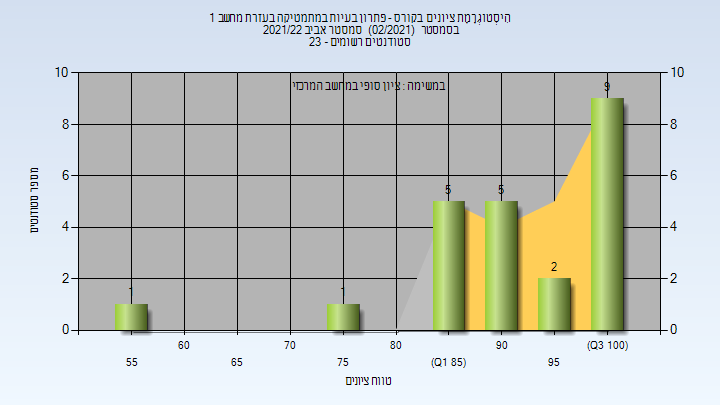 הִיסְטוֹגְרָמַת ציונים בקורס - פתרון בעיות במתמטיקה בעזרת מחשב 1
בסמסטר (02/2021) סמסטר אביב 2021/22
סטודנטים רשומים - 23
במשימה : ציון סופי במחשב המרכזי
10 10
8 8
6 6
4 4
2 2
0 0
1 1 5 5 2 9
מספר סטודנטים
60 70 80 90 (Q3 100)
55 65 75 (Q1 85) 95
טווח ציונים